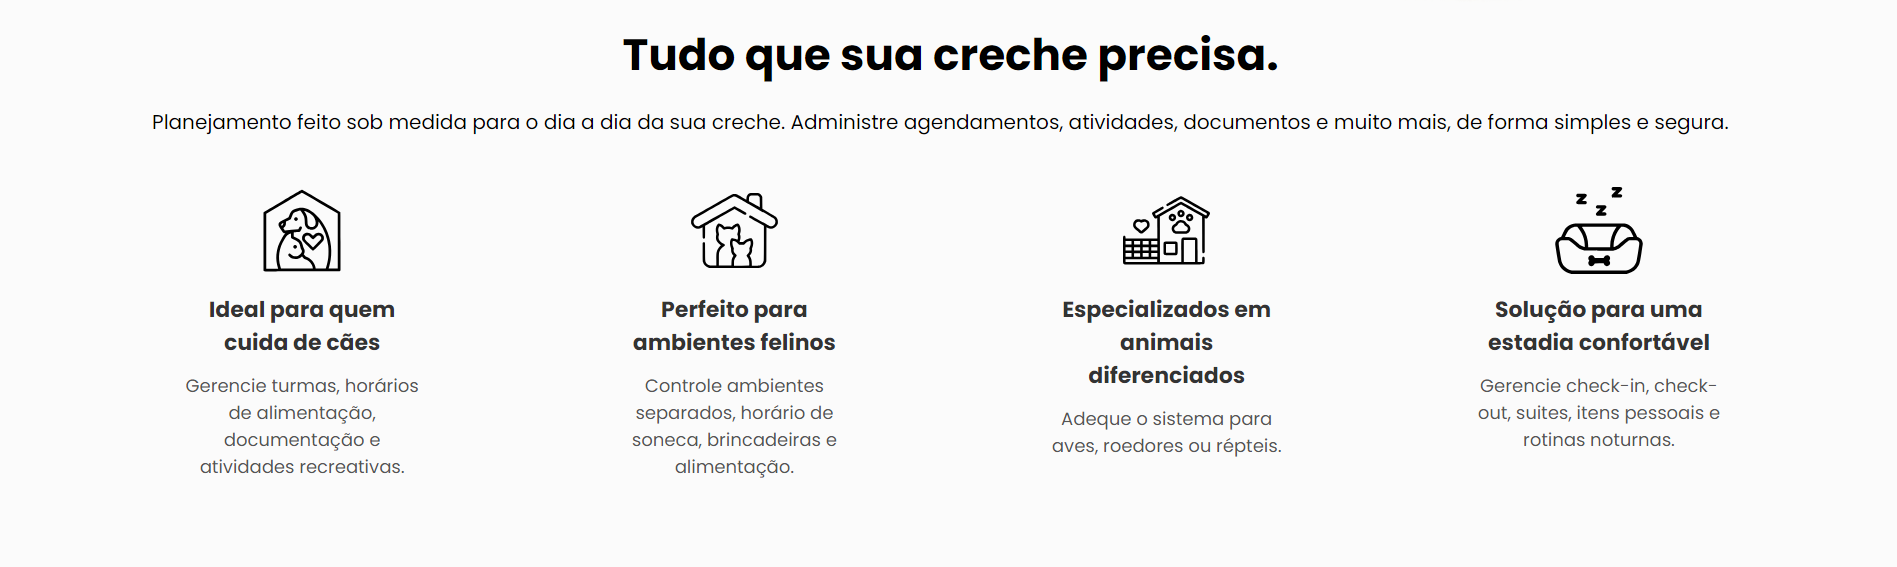 Tudo que sua creche precisa.
Planejamento feito sob medida para o dia a dia da sua creche. Administre agendamentos, atividades, documentos e muito mais, de forma simples e segura.
Ideal para quem
cuida de cães
Gerencie turmas, horários
de alimentação,
documentação e
atividades recreativas.
Perfeito para
ambientes felinos
Controle ambientes
separados, horário de
soneca, brincadeiras e
alimentação.
Especializados em
animais
diferenciados
Adeque o sistema para
aves, roedores ou répteis.
z z z
Solução para uma
estadia confortável
Gerencie check-in, check-
out, suites, itens pessoais e
rotinas noturnas.